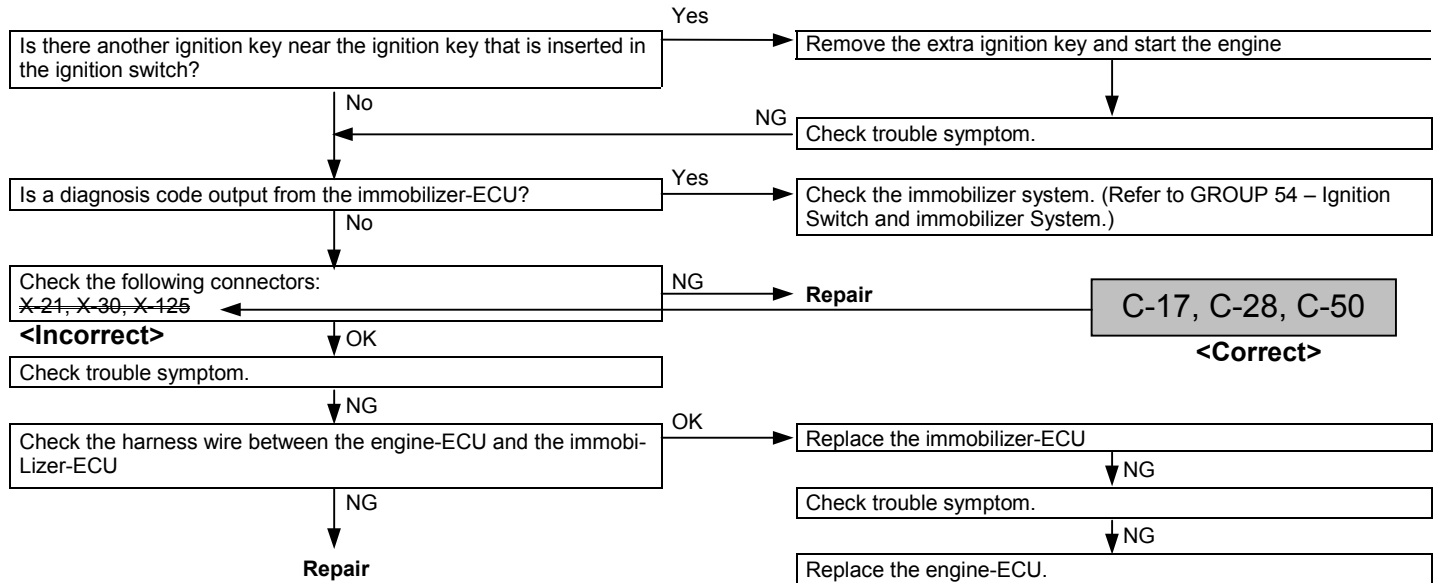 Yes
Is there another ignition key near the ignition key that is inserted in
the ignition switch?
Remove the extra ignition key and start the engine
No
NG
Check trouble symptom.
Is a diagnosis code output from the immobilizer-ECU?
Yes
Check the immobilizer system. (Refer to GROUP 54 – Ignition
Switch and immobilizer System.)
No
Check the following connectors:
X-21, X-30, X-125
NG
Repair
C-17, C-28, C-50
<Incorrect>
OK
<Correct>
Check trouble symptom.
NG
Check the harness wire between the engine-ECU and the immobi-
Lizer-ECU
OK
Replace the immobilizer-ECU
NG
NG
Check trouble symptom.
NG
Repair
Replace the engine-ECU.